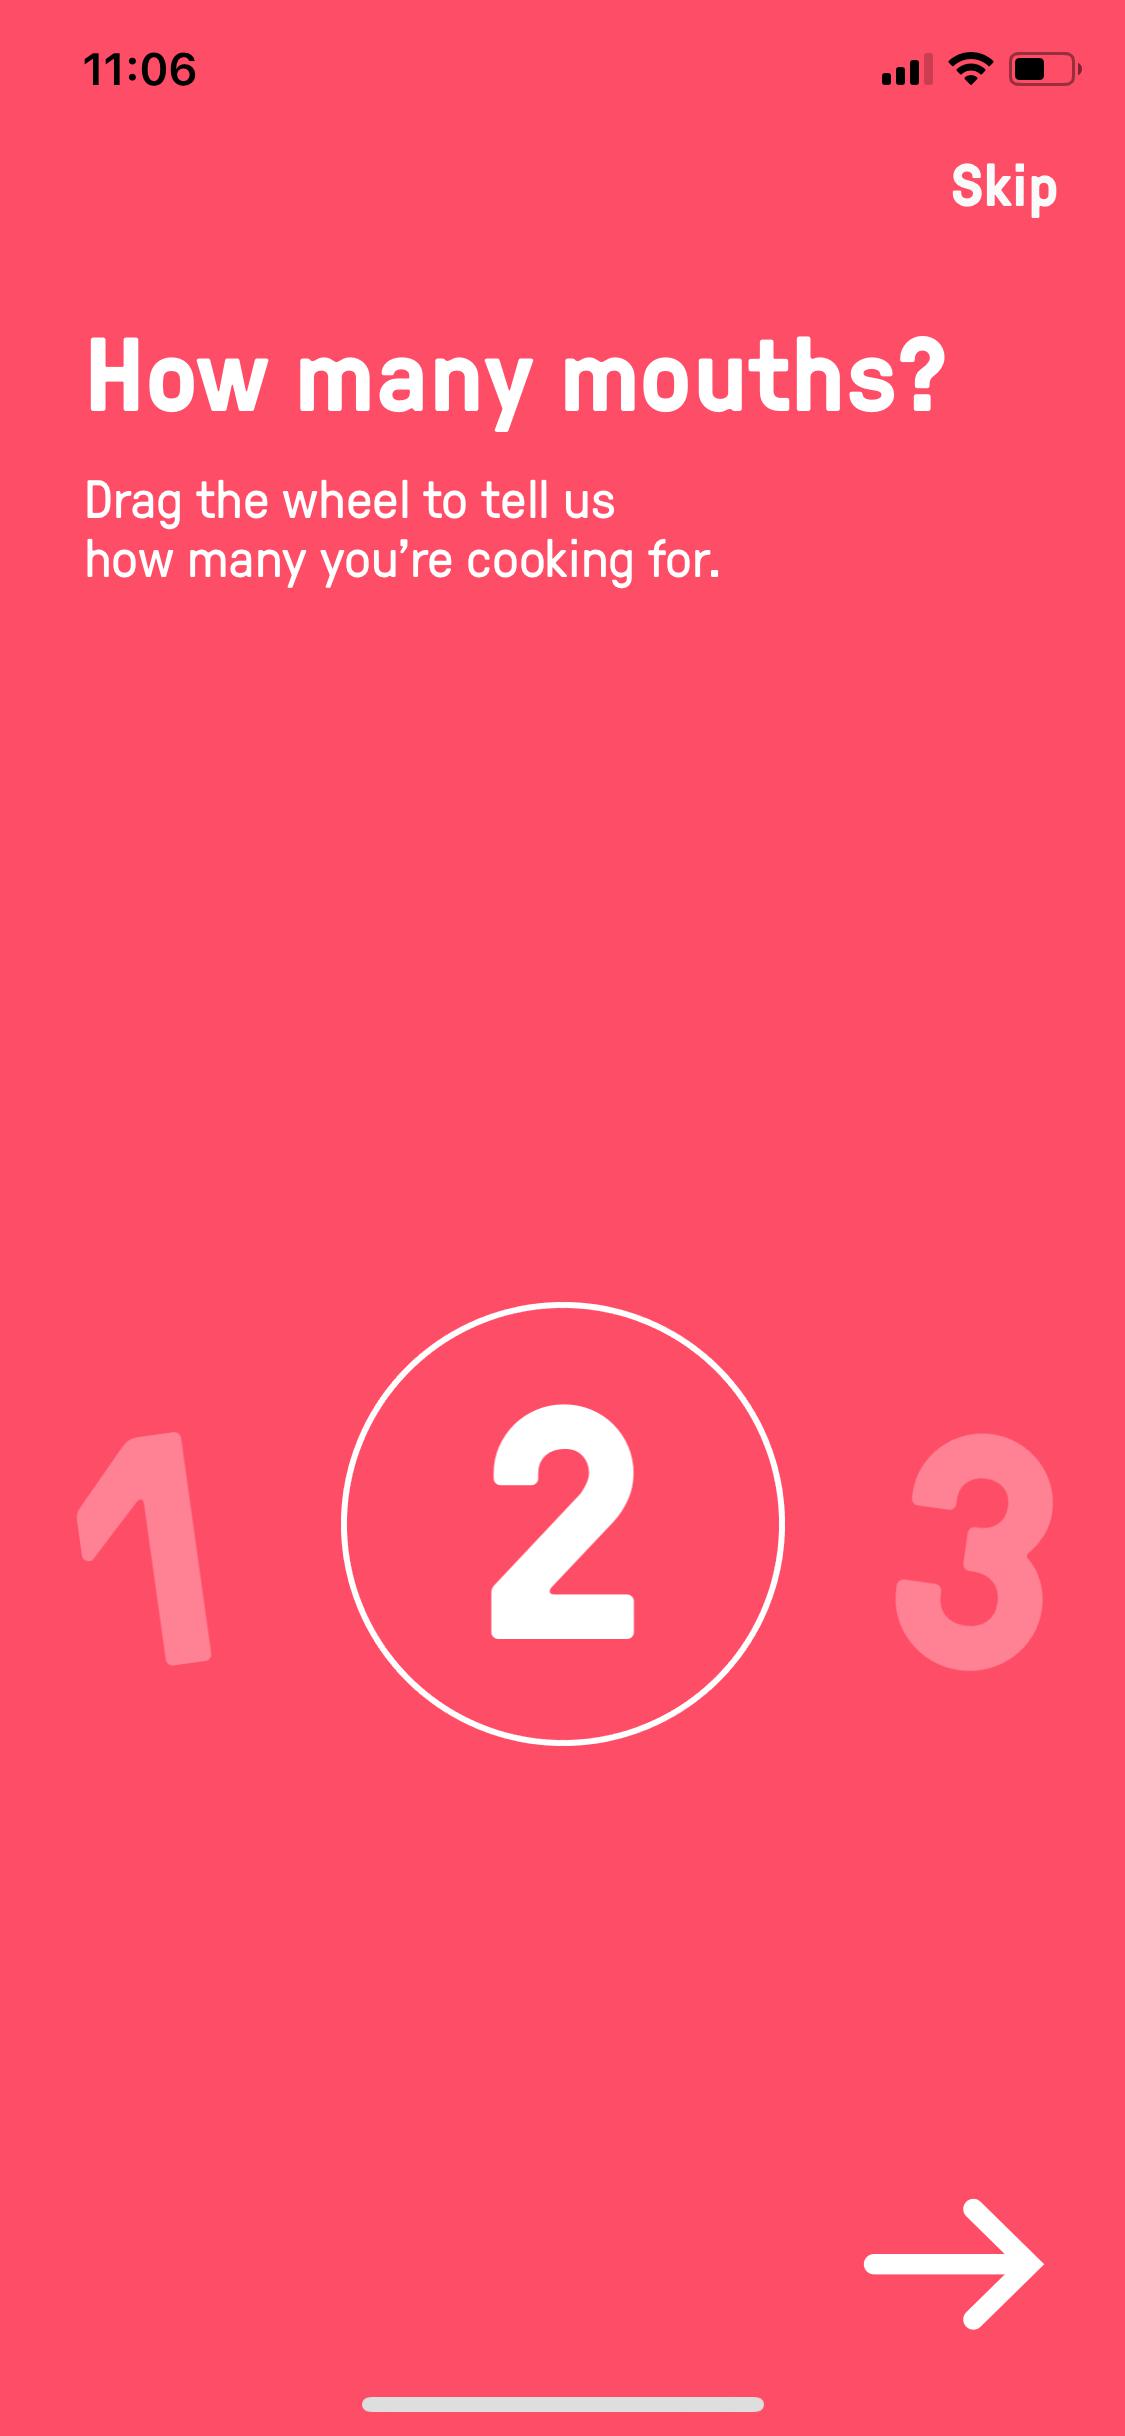 11:06
Skip
How many mouths?
Drag the wheel to tell us
how many you’re cooking for.
1 2 3